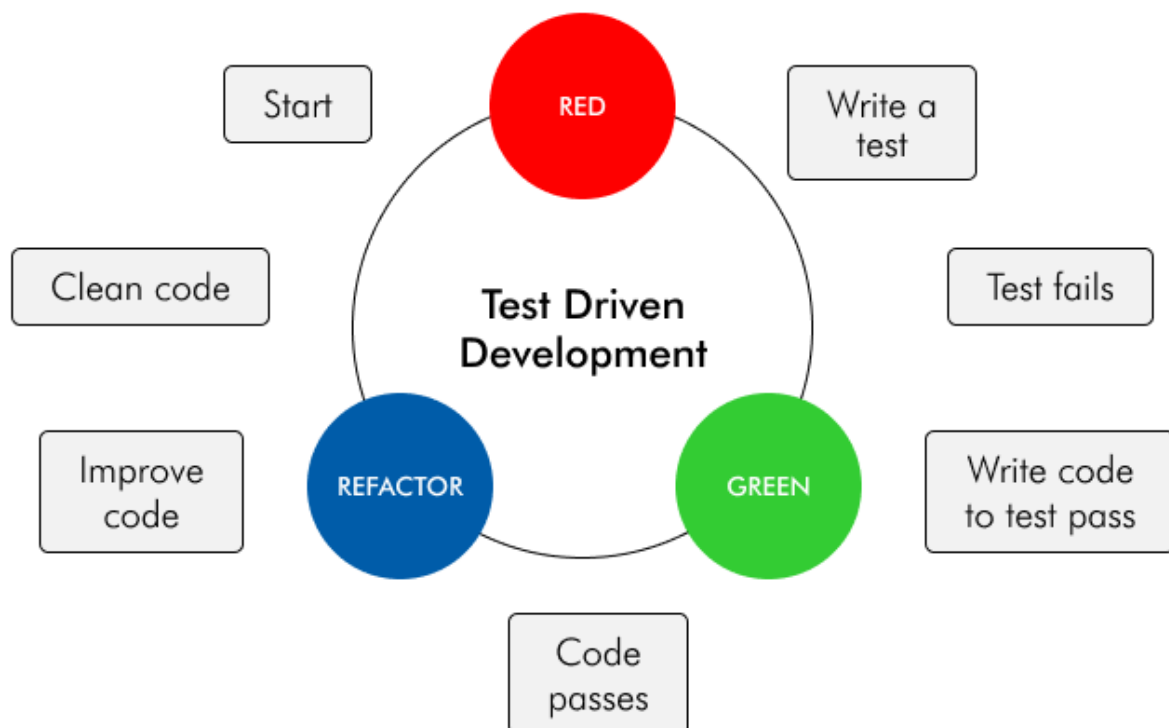 Start
RED
Write a
test
Clean code
Test Driven
Development
Test fails
Improve
code
REFACTOR
GREEN
Write code
to test pass
Code
passes